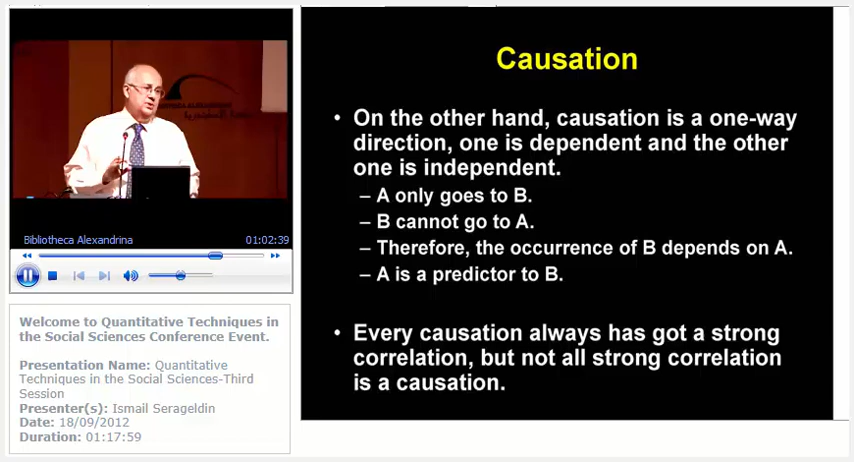 Bibliotheca Alexandrina 01:02:39
Welcome to Quantitative Techniques in
the Social Sciences Conference Event.
Presentation Name: Quantitative
Techniques in the Social Sciences-Third
Session
Presenter(s): Ismail Serageldin
Date: 18/09/2012
Duration: 01:17:59
Causation
• On the other hand, causation is a one-way
direction, one is dependent and the other
one is independent.
– A only goes to B.
– B cannot go to A.
– Therefore, the occurrence of B depends on A.
– A is a predictor to B.
• Every causation always has got a strong
correlation, but not all strong correlation
is a causation.